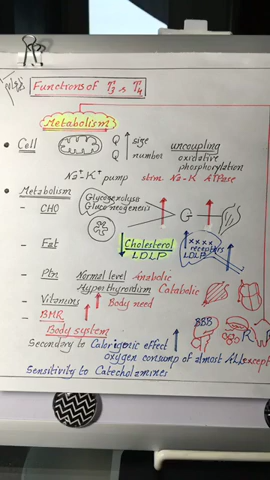 Functions of T3 & T4
Metabolism
Cell
↑ size
↑ number
uncoupling
oxidative
phosphorylation
Na+-K+ pump stim Na-K ATPase
Metabolism
CHO
Glycogenolysis
Gluconeogenesis
G
Fat
Cholesterol
LDLP
xxxx
receptors
LDLP
Ptn
Normal level Anabolic
Hyperthyroidism Catabolic
Vitamins ↑ Body need
BMR
Body system
BBB
R
Secondary to Calorigenic effect ↑
oxygen consump of almost All except
Sensitivity to Catecholamines